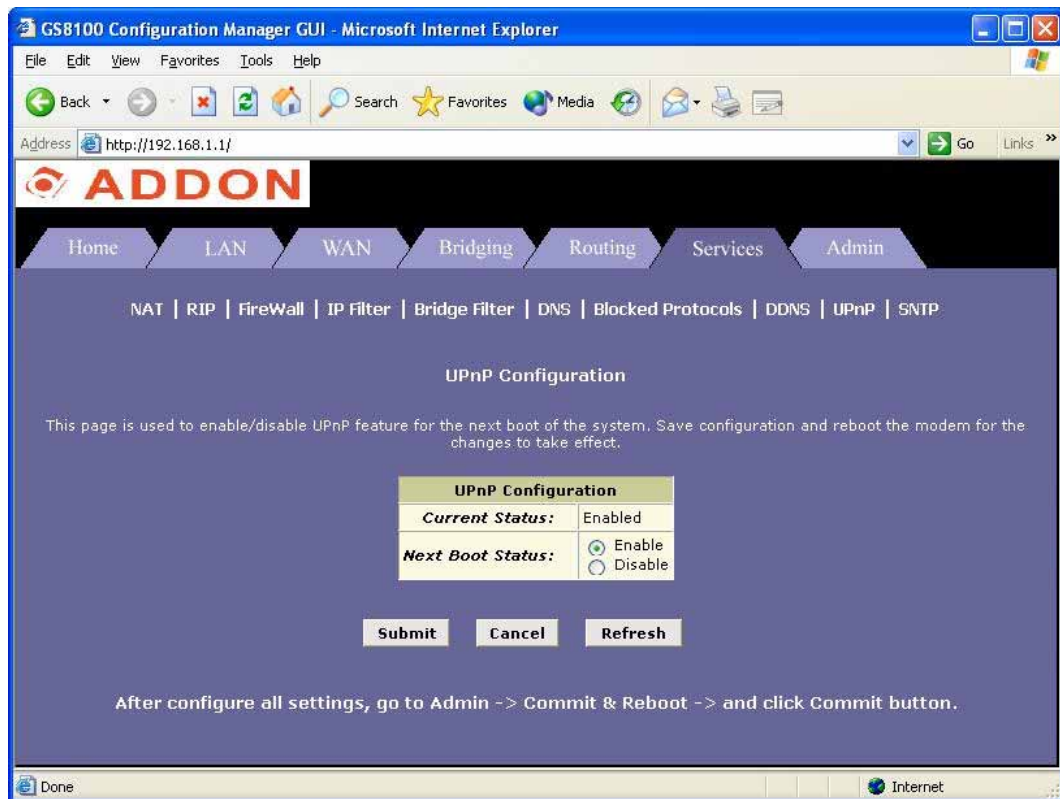 GS8100 Configuration Manager GUI - Microsoft Internet Explorer
File Edit View Favorites Tools Help
Back Search Favorites Media
Address http://192.168.1.1/ Go Links »
ADDON
Home LAN WAN Bridging Routing Services Admin
NAT | RIP | FireWall | IP Filter | Bridge Filter | DNS | Blocked Protocols | DDNS | UPnP | SNTP
UPnP Configuration
This page is used to enable/disable UPnP feature for the next boot of the system. Save configuration and reboot the modem for the
changes to take effect.
UPnP Configuration
Current Status: Enabled
Next Boot Status: Enable
Disable
Submit Cancel Refresh
After configure all settings, go to Admin -> Commit & Reboot -> and click Commit button.
Done Internet